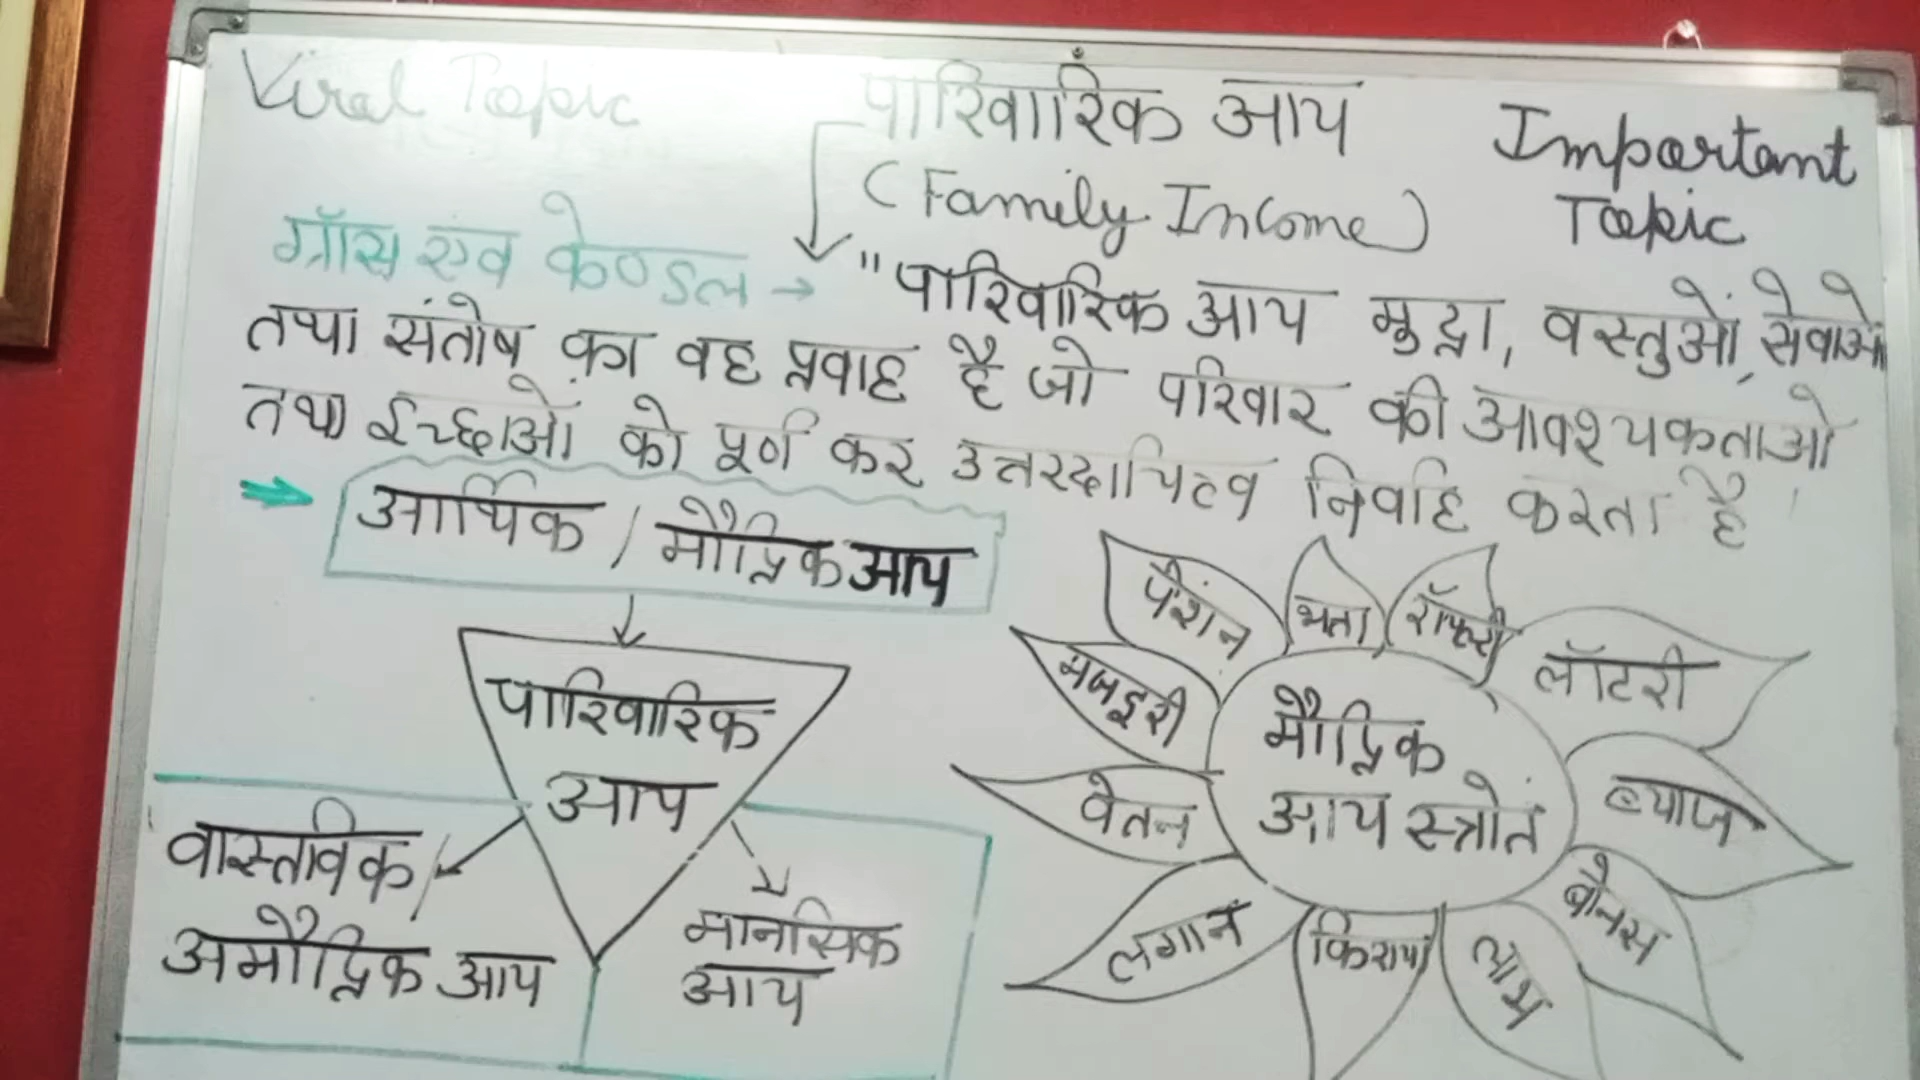 Viral Topic
पारिवारिक आय
Important
Topic
(Family Income)
ग्रॉस एव केण्डल → "पारिवारिक आय मुद्रा, वस्तुओं, सेवाओं
तथा संतोष का वह प्रवाह है जो परिवार की आवश्यकताओ
तथा ईच्छाओं को पूर्ण कर उत्तरदायित्व निर्वाह करता है
आर्थिक / मौद्रिक आय
पारिवारिक
आय
वास्तविक/
अमौद्रिक आय
मानसिक
आय
मौद्रिक
आय स्त्रोत
पेंशन
भत्ता
रॉयल्टी
लॉटरी
ब्याज
बोनस
लाभ
किराया
लगान
वेतन
मजदूरी